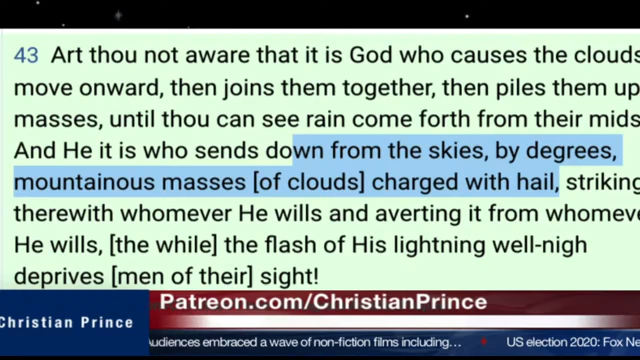 43 Art thou not aware that it is God who causes the clouds
move onward, then joins them together, then piles them up
masses, until thou can see rain come forth from their mids
And He it is who sends down from the skies, by degrees,
mountainous masses [of clouds] charged with hail, striking
therewith whomever He wills and averting it from whomeve
He wills, [the while] the flash of His lightning well-nigh
deprives [men of their] sight!
Patreon.com/ChristianPrince
Christian Prince
Audiences embraced a wave of non-fiction films including... US election 2020: Fox Ne